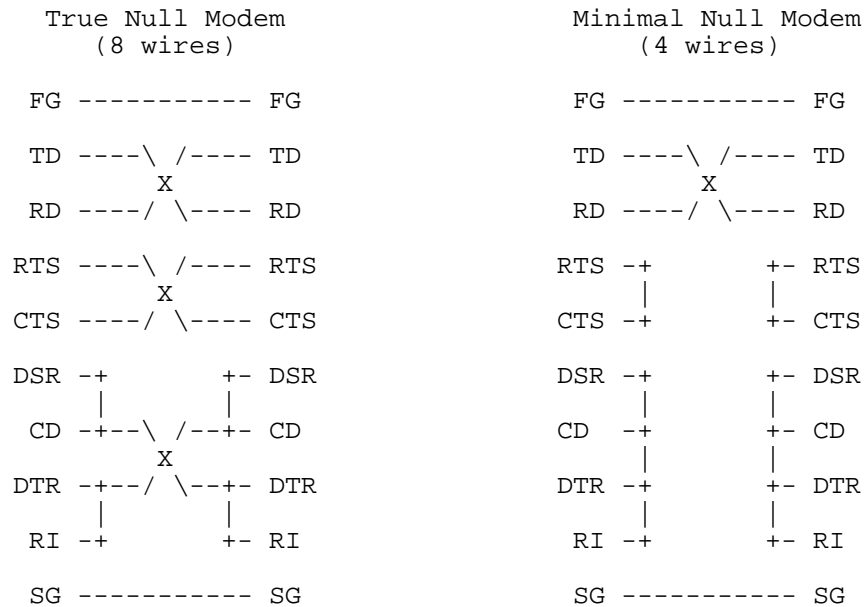 True Null Modem                    Minimal Null Modem
   (8 wires)                            (4 wires)

 FG ----------- FG                   FG ----------- FG

 TD ----\ /---- TD                   TD ----\ /---- TD
         X                                   X
 RD ----/ \---- RD                   RD ----/ \---- RD

RTS ----\ /---- RTS                 RTS -+       +- RTS
         X                               |       |
CTS ----/ \---- CTS                 CTS -+       +- CTS

DSR -+       +- DSR                 DSR -+       +- DSR
     |       |                           |       |
 CD -+--\ /--+- CD                  CD  -+       +- CD
         X                               |       |
DTR -+--/ \--+- DTR                 DTR -+       +- DTR
     |       |                           |       |
 RI -+       +- RI                   RI -+       +- RI

 SG ----------- SG                   SG ----------- SG